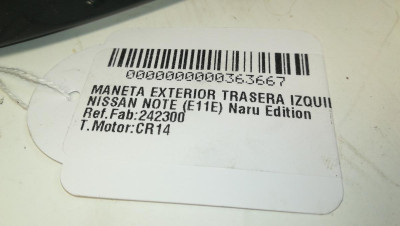 0000000000363667
MANETA EXTERIOR TRASERA IZQUI
NISSAN NOTE (E11E) Naru Edition
Ref.Fab:242300
T.Motor:CR14